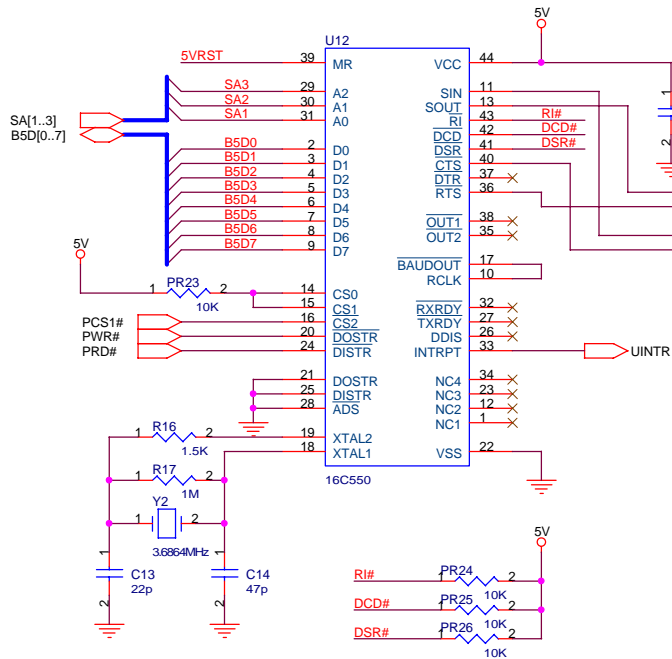 5V
U12
5VRST 39 MR VCC 44
SA3 29 A2 SIN 11
SA2 30 A1 SOUT 13
SA1 31 A0 RI 43 RI#
DCD 42 DCD#
DSR 41 DSR#
SA[1..3]
B5D[0..7]
B5D0 2 D0 CTS 40
B5D1 3 D1 DTR 37
B5D2 4 D2 RTS 36
B5D3 5 D3
B5D4 6 D4 OUT1 38
B5D5 7 D5 OUT2 35
B5D6 8 D6
B5D7 9 D7 BAUDOUT 17
RCLK 10
5V
1 PR23 2 14 CS0
10K 15 CS1 RXRDY 32
PCS1# 16 CS2 TXRDY 27
PWR# 20 DOSTR DDIS 26
PRD# 24 DISTR INTRPT 33 UINTR
21 DOSTR NC4 34
25 DISTR NC3 23
28 ADS NC2 12
NC1 1
1 R16 2 19 XTAL2
1.5K 18 XTAL1 VSS 22
1 R17 2
1M
16C550
Y2
1 2
3.6864MHz
1 C13 2
22p
1 C14 2
47p
1
5V
RI# 1 PR24 2
10K
DCD# 1 PR25 2
10K
DSR# 1 PR26 2
10K